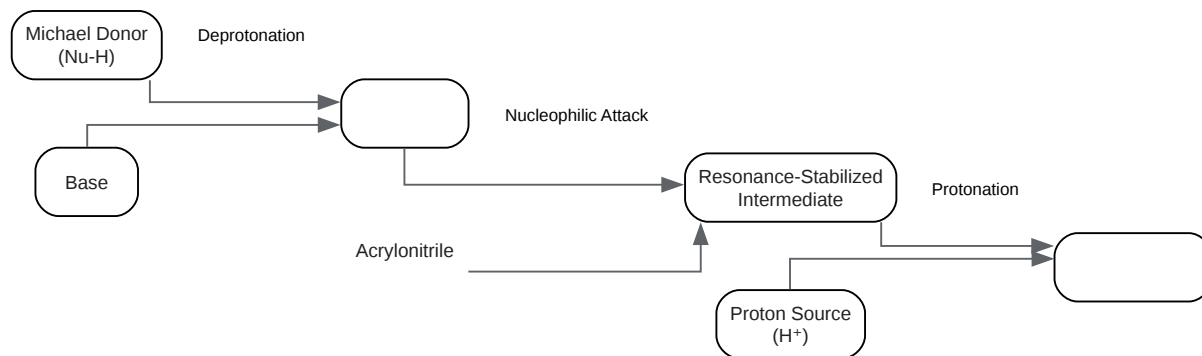 Michael Donor
(Nu-H)
Deprotonation
Base
Nucleophilic Attack
Resonance-Stabilized
Intermediate
Protonation
Acrylonitrile
Proton Source
(H⁺)